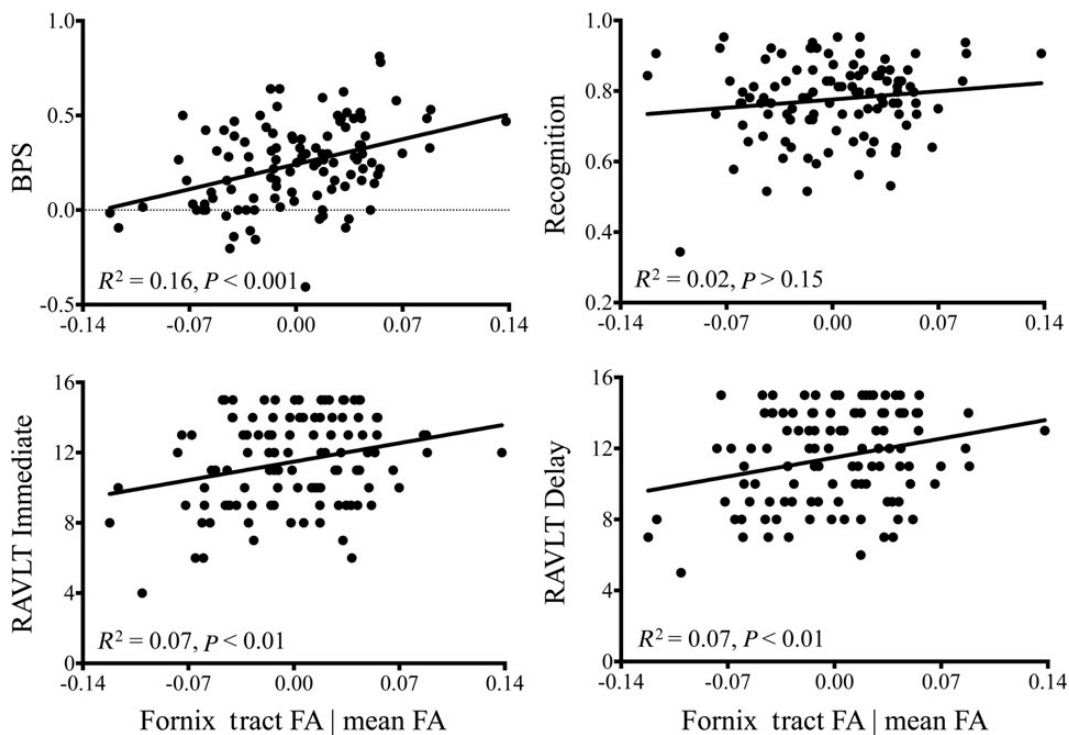 1.0
0.5
0.0
-0.5
BPS
R² = 0.16, P < 0.001
-0.14 -0.07 0.00 0.07 0.14
1.0
0.8
0.6
0.4
0.2
Recognition
R² = 0.02, P > 0.15
-0.14 -0.07 0.00 0.07 0.14
16
12
8
4
0
RAVLT Immediate
R² = 0.07, P < 0.01
-0.14 -0.07 0.00 0.07 0.14
Fornix tract FA | mean FA
16
12
8
4
0
RAVLT Delay
R² = 0.07, P < 0.01
-0.14 -0.07 0.00 0.07 0.14
Fornix tract FA | mean FA